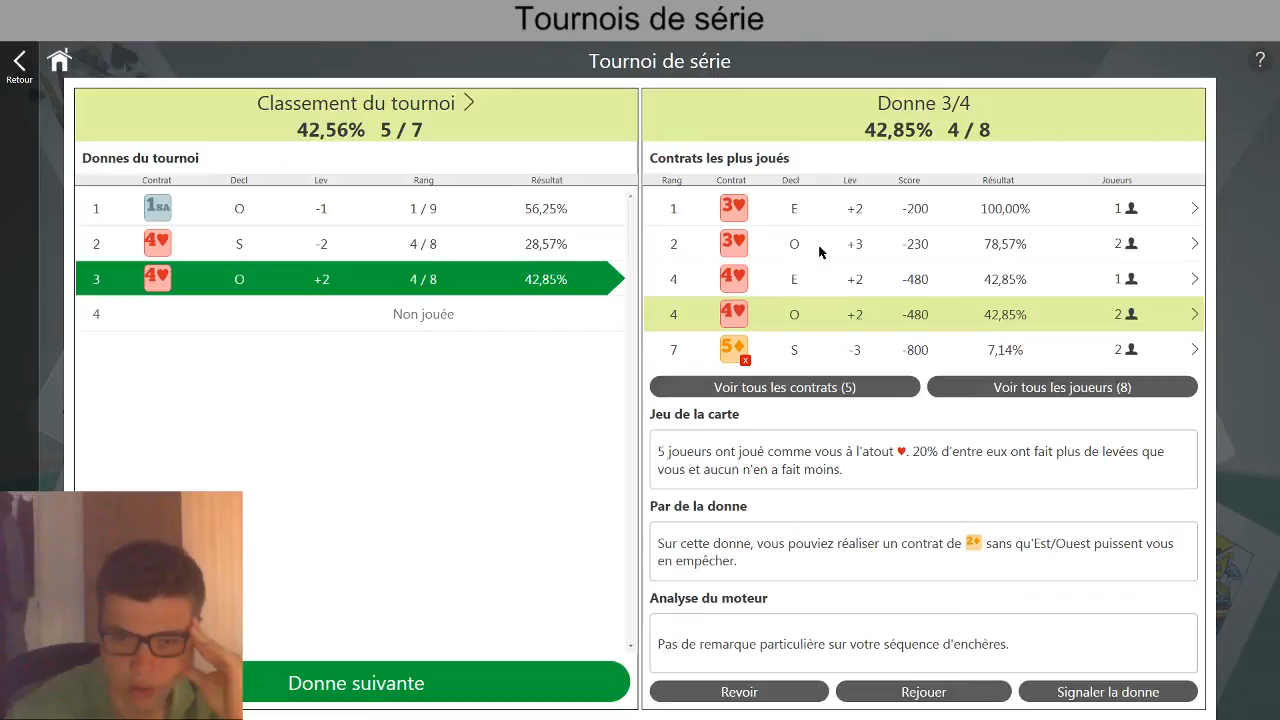 Tournois de série
Retour
Tournoi de série
?
Classement du tournoi >
42,56% 5 / 7
Donnes du tournoi
Contrat Decl Lev Rang Résultat
1 1SA O -1 1 / 9 56,25%
2 4♥ S -2 4 / 8 28,57%
3 4♥ O +2 4 / 8 42,85%
4 Non jouée
Donne suivante
Donne 3/4
42,85% 4 / 8
Contrats les plus joués
Rang Contrat Decl Lev Score Résultat Joueurs
1 3♥ E +2 -200 100,00% 1
2 3♥ O +3 -230 78,57% 2
4 4♥ E +2 -480 42,85% 1
4 4♥ O +2 -480 42,85% 2
7 5♦ x S -3 -800 7,14% 2
Voir tous les contrats (5) Voir tous les joueurs (8)
Jeu de la carte
5 joueurs ont joué comme vous à l'atout ♥. 20% d'entre eux ont fait plus de levées que
vous et aucun n'en a fait moins.
Par de la donne
Sur cette donne, vous pouviez réaliser un contrat de 2♦ sans qu'Est/Ouest puissent vous
en empêcher.
Analyse du moteur
Pas de remarque particulière sur votre séquence d'enchères.
Revoir Rejouer Signaler la donne